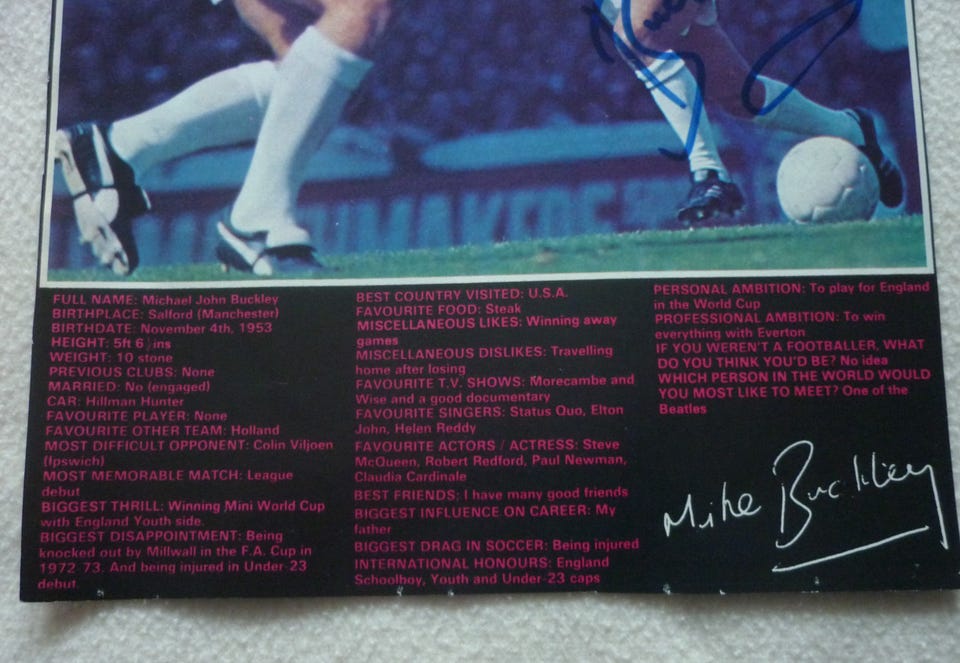 MAKERS
FULL NAME: Michael John Buckley
BIRTHPLACE: Salford (Manchester)
BIRTHDATE: November 4th, 1953
HEIGHT: 5ft 6½ins
WEIGHT: 10 stone
PREVIOUS CLUBS: None
MARRIED: No (engaged)
CAR: Hillman Hunter
FAVOURITE PLAYER: None
FAVOURITE OTHER TEAM: Holland
MOST DIFFICULT OPPONENT: Colin Viljoen
(Ipswich)
MOST MEMORABLE MATCH: League
debut
BIGGEST THRILL: Winning Mini World Cup
with England Youth side.
BIGGEST DISAPPOINTMENT: Being
knocked out by Millwall in the F.A. Cup in
1972-73. And being injured in Under-23
debut.
BEST COUNTRY VISITED: U.S.A.
FAVOURITE FOOD: Steak
MISCELLANEOUS LIKES: Winning away
games
MISCELLANEOUS DISLIKES: Travelling
home after losing
FAVOURITE T.V. SHOWS: Morecambe and
Wise and a good documentary
FAVOURITE SINGERS: Status Quo, Elton
John, Helen Reddy
FAVOURITE ACTORS / ACTRESS: Steve
McQueen, Robert Redford, Paul Newman,
Claudia Cardinale
BEST FRIENDS: I have many good friends
BIGGEST INFLUENCE ON CAREER: My
father
BIGGEST DRAG IN SOCCER: Being injured
INTERNATIONAL HONOURS: England
Schoolboy, Youth and Under-23 caps
PERSONAL AMBITION: To play for England
in the World Cup
PROFESSIONAL AMBITION: To win
everything with Everton
IF YOU WEREN'T A FOOTBALLER, WHAT
DO YOU THINK YOU'D BE? No idea
WHICH PERSON IN THE WORLD WOULD
YOU MOST LIKE TO MEET? One of the
Beatles
Mike Buckley